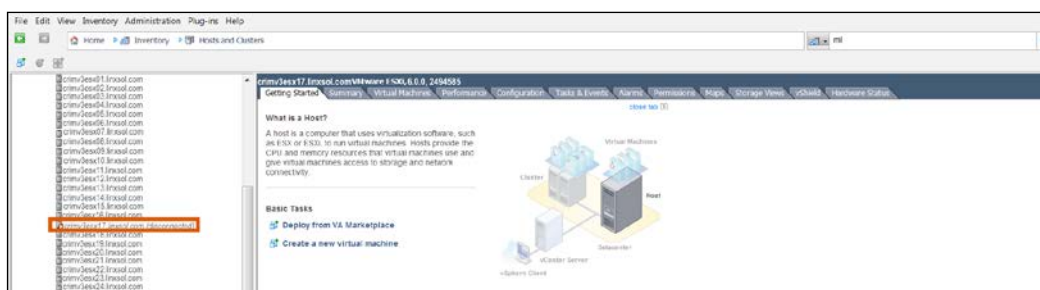 File Edit View Inventory Administration Plug-ins Help
Home Inventory Hosts and Clusters
ml
crimv3esx01.linxsol.com
crimv3esx02.linxsol.com
crimv3esx03.linxsol.com
crimv3esx04.linxsol.com
crimv3esx05.linxsol.com
crimv3esx06.linxsol.com
crimv3esx07.linxsol.com
crimv3esx08.linxsol.com
crimv3esx09.linxsol.com
crimv3esx10.linxsol.com
crimv3esx11.linxsol.com
crimv3esx12.linxsol.com
crimv3esx13.linxsol.com
crimv3esx14.linxsol.com
crimv3esx15.linxsol.com
crimv3esx16.linxsol.com
crimv3esx17.linxsol.com (disconnected)
crimv3esx18.linxsol.com
crimv3esx19.linxsol.com
crimv3esx20.linxsol.com
crimv3esx21.linxsol.com
crimv3esx22.linxsol.com
crimv3esx23.linxsol.com
crimv3esx24.linxsol.com
crimv3esx17.linxsol.com VMware ESXi, 6.0.0, 2494585
Getting Started Summary Virtual Machines Performance Configuration Tasks & Events Alarms Permissions Maps Storage Views vShield Hardware Status
close tab
What is a Host?
A host is a computer that uses virtualization software, such
as ESX or ESXi, to run virtual machines. Hosts provide the
CPU and memory resources that virtual machines use and
give virtual machines access to storage and network
connectivity.
Basic Tasks
Deploy from VA Marketplace
Create a new virtual machine
Virtual Machines
Cluster
Host
Datacenter
vCenter Server
vSphere Client